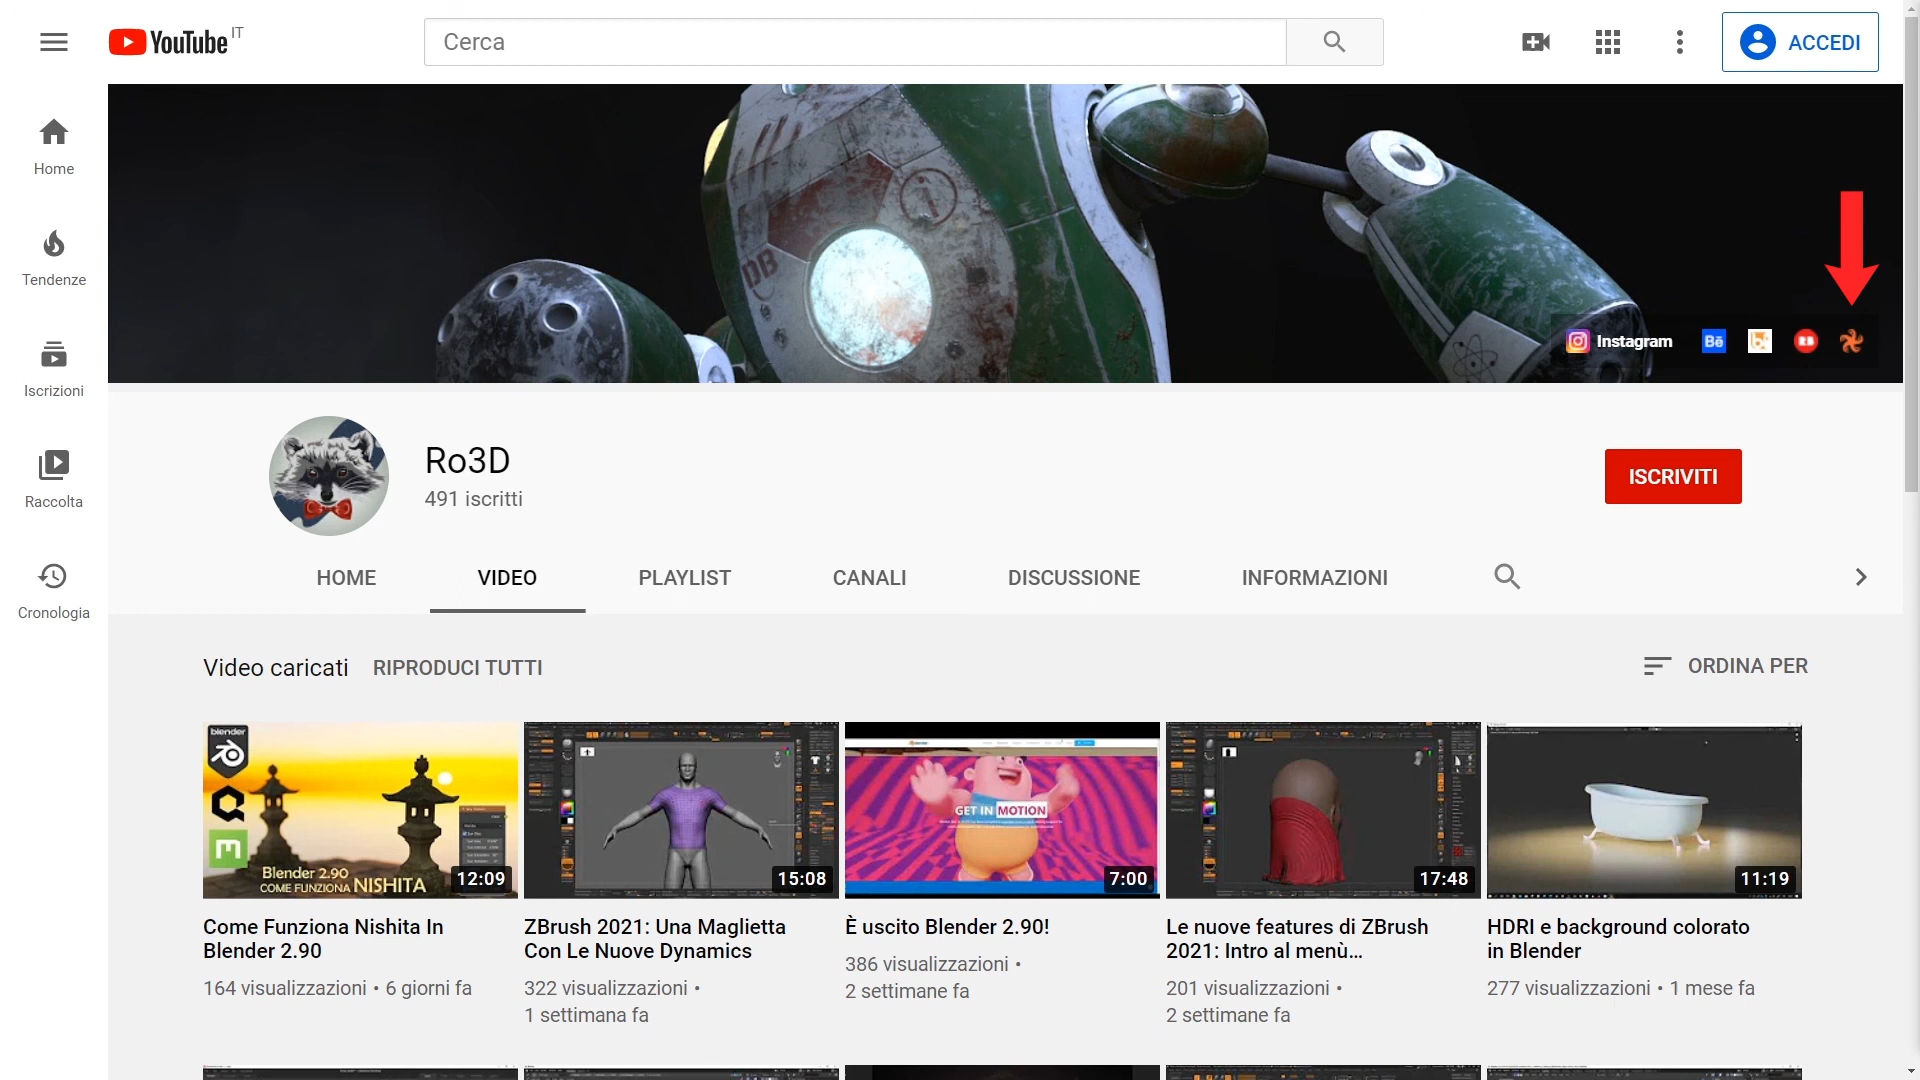 YouTube IT
Cerca
ACCEDI
Home
Tendenze
Iscrizioni
Raccolta
Cronologia
DB
Instagram
Bē
Ro3D
491 iscritti
ISCRIVITI
HOME VIDEO PLAYLIST CANALI DISCUSSIONE INFORMAZIONI
Video caricati RIPRODUCI TUTTI
ORDINA PER
blender
Blender 2.90
COME FUNZIONA NISHITA
12:09
15:08
GET IN MOTION
7:00
17:48
11:19
Come Funziona Nishita In
Blender 2.90
164 visualizzazioni • 6 giorni fa
ZBrush 2021: Una Maglietta
Con Le Nuove Dynamics
322 visualizzazioni •
1 settimana fa
È uscito Blender 2.90!
386 visualizzazioni •
2 settimane fa
Le nuove features di ZBrush
2021: Intro al menù...
201 visualizzazioni •
2 settimane fa
HDRI e background colorato
in Blender
277 visualizzazioni • 1 mese fa